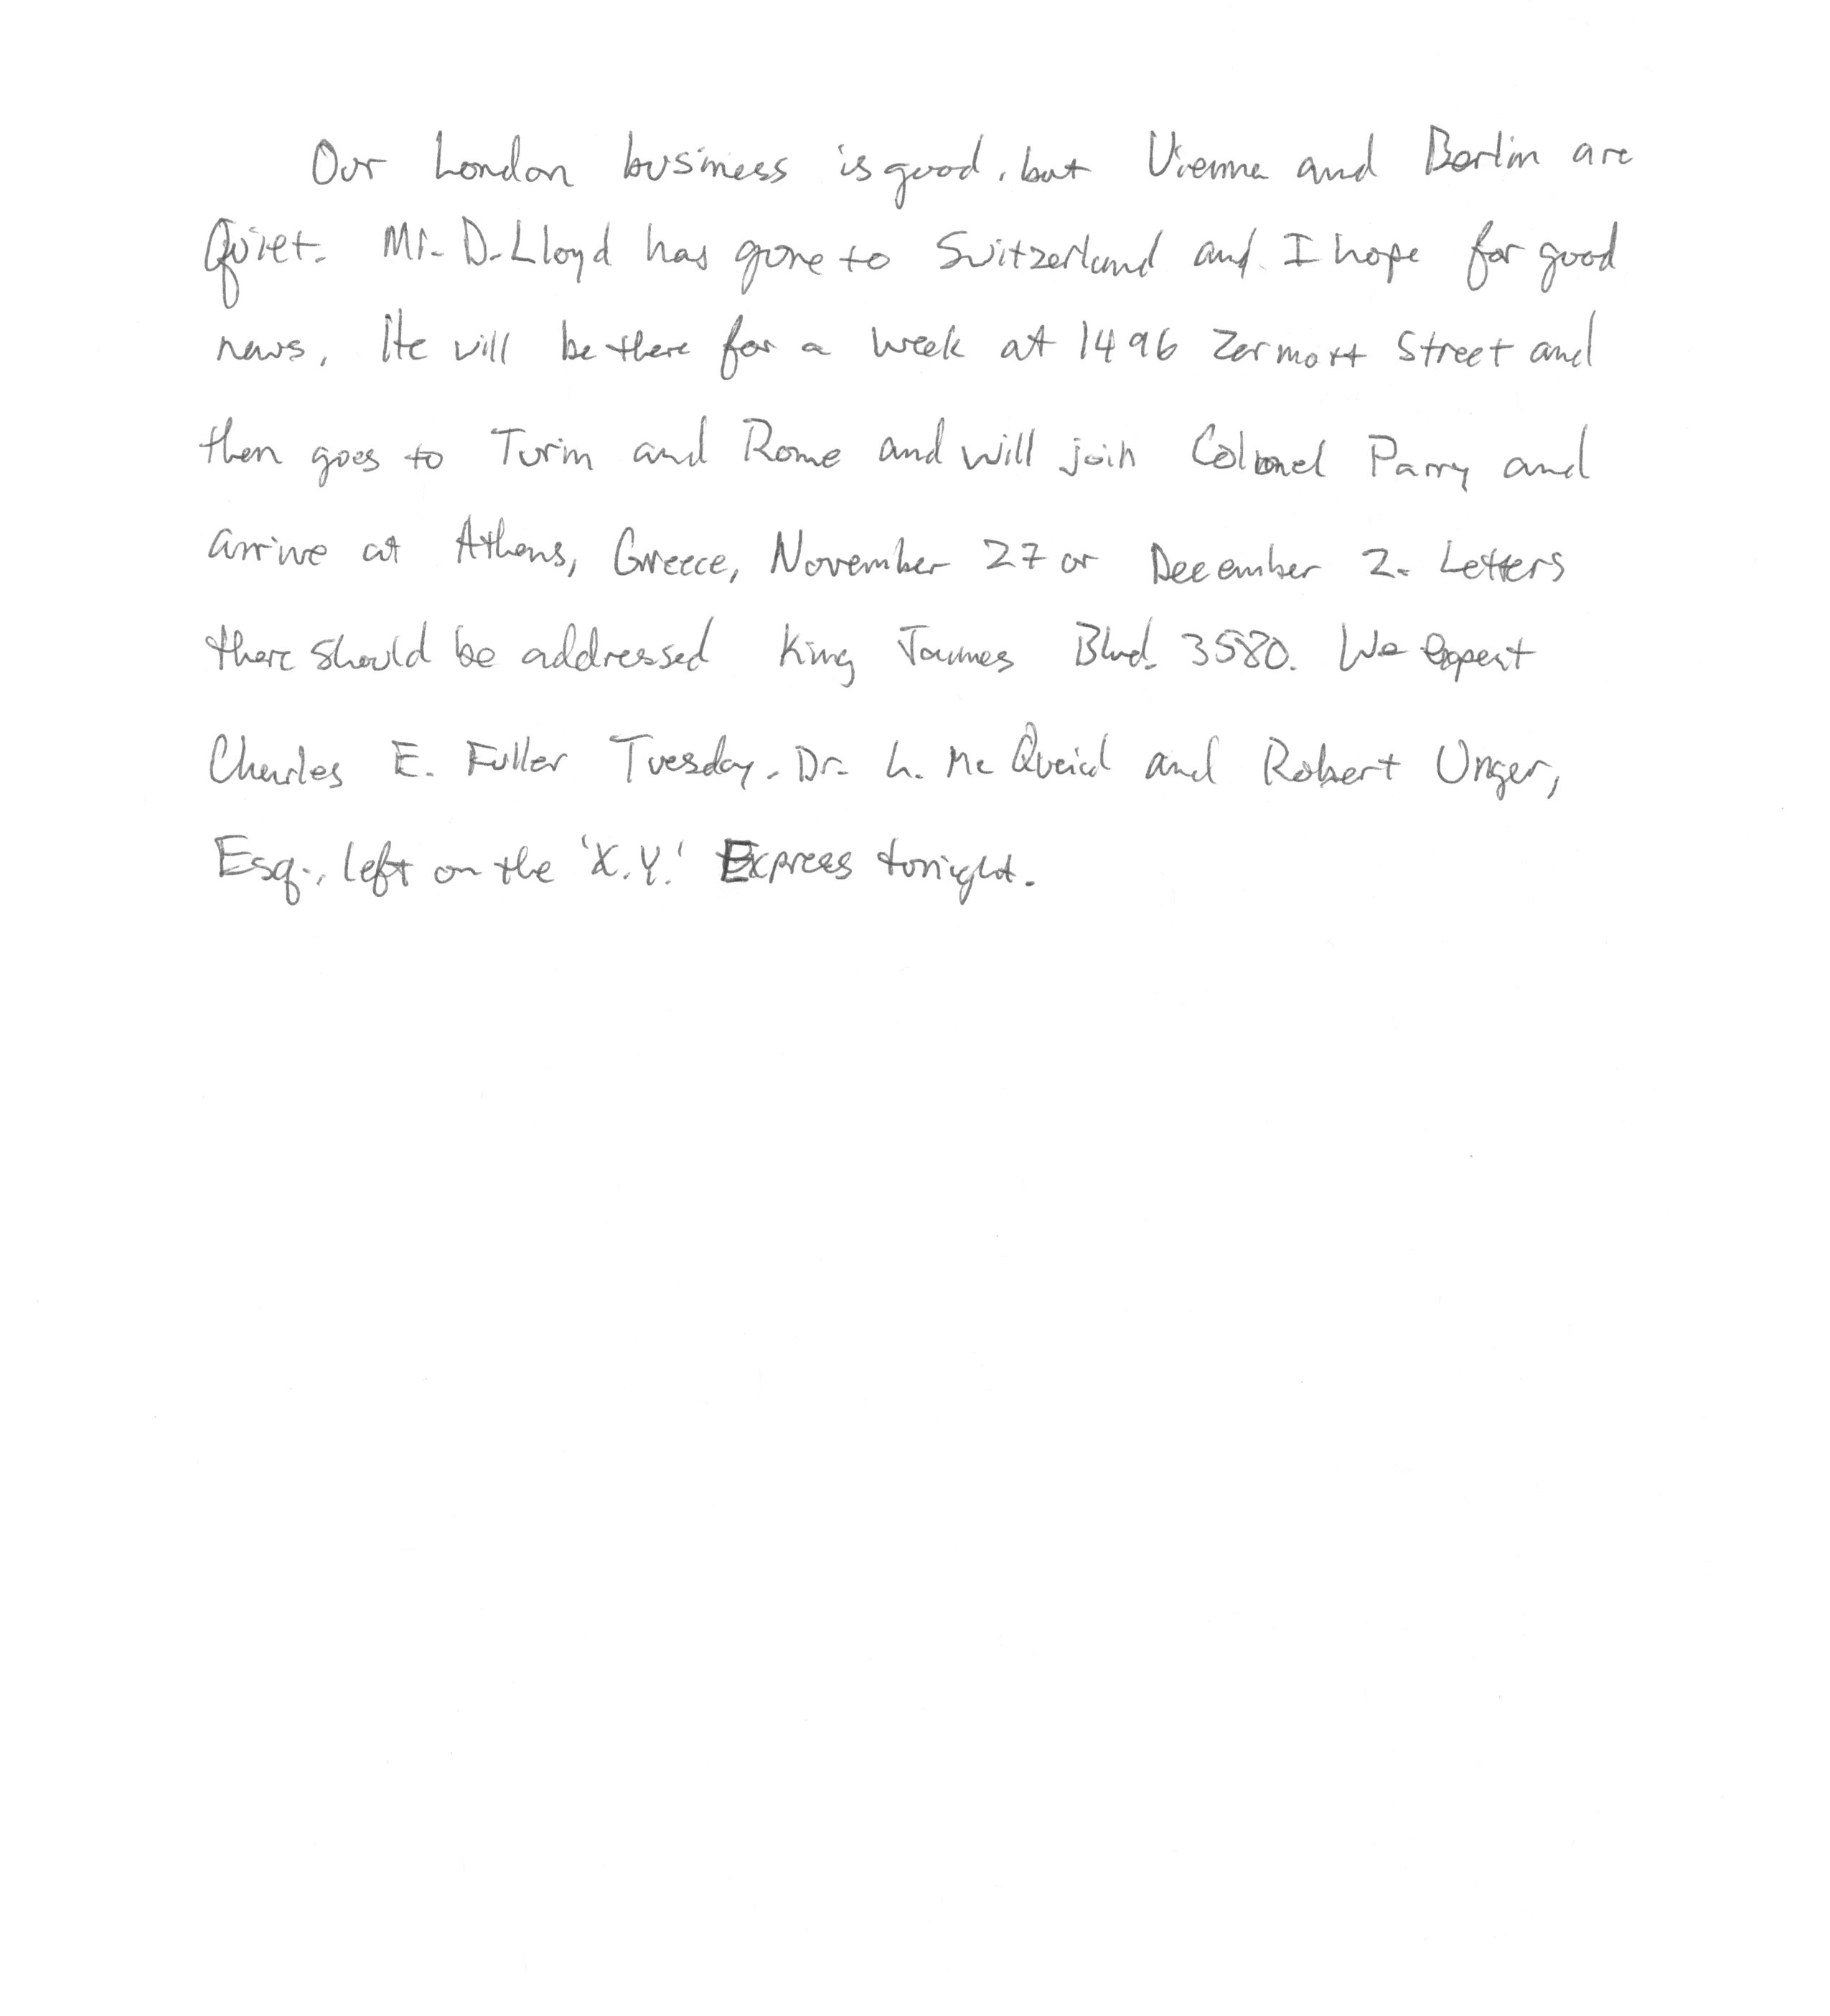 Our London business is good, but Vienna and Berlin are
Quiet. Mr. D. Lloyd has gone to Switzerland and I hope for good
news. He will be there for a week at 1496 Zermott Street and
then goes to Turin and Rome and will join Colonel Parry and
arrive at Athens, Greece, November 27 or December 2. Letters
there should be addressed King James Blvd. 3580. We expect
Charles E. Fuller Tuesday. Dr. L. Mc Queid and Robert Unger,
Esq., left on the 'X.Y.' Express tonight.